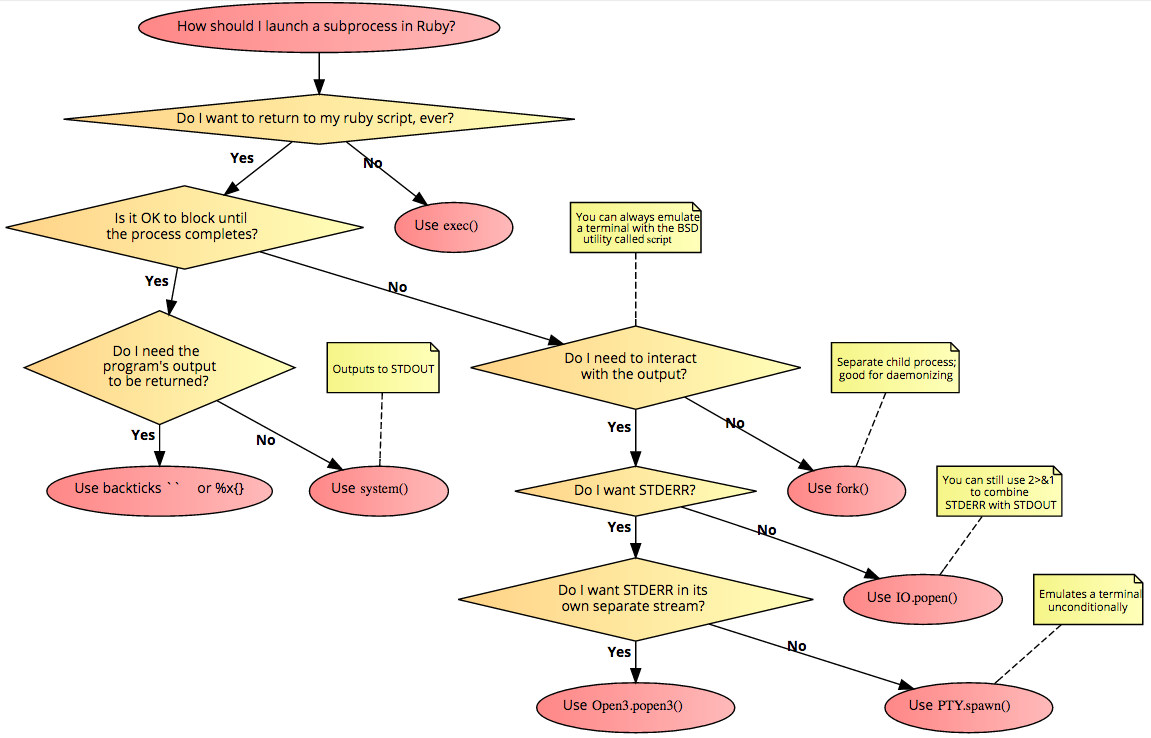 How should I launch a subprocess in Ruby?
Do I want to return to my ruby script, ever?
Yes
No
Is it OK to block until
the process completes?
Use exec()
You can always emulate
a terminal with the BSD
utility called script
Yes
No
Do I need the
program's output
to be returned?
Outputs to STDOUT
Do I need to interact
with the output?
Separate child process;
good for daemonizing
Yes
No
Yes
No
Use backticks ` ` or %x{}
Use system()
Do I want STDERR?
Use fork()
You can still use 2>&1
to combine
STDERR with STDOUT
Yes
No
Do I want STDERR in its
own separate stream?
Use IO.popen()
Emulates a terminal
unconditionally
Yes
No
Use Open3.popen3()
Use PTY.spawn()